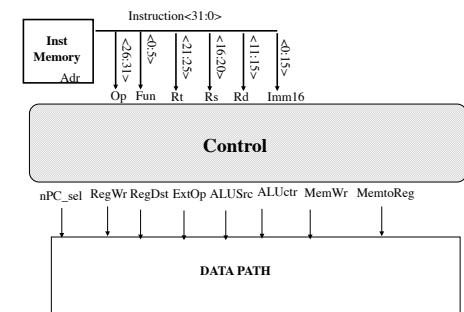 Instruction<31:0>
Inst
Memory
Adr
<26:31>
<0:5>
<21:25>
<16:20>
<11:15>
<0:15>
Op Fun Rt Rs Rd Imm16
Control
nPC_sel RegWr RegDst ExtOp ALUSrc ALUctr MemWr MemtoReg
DATA PATH